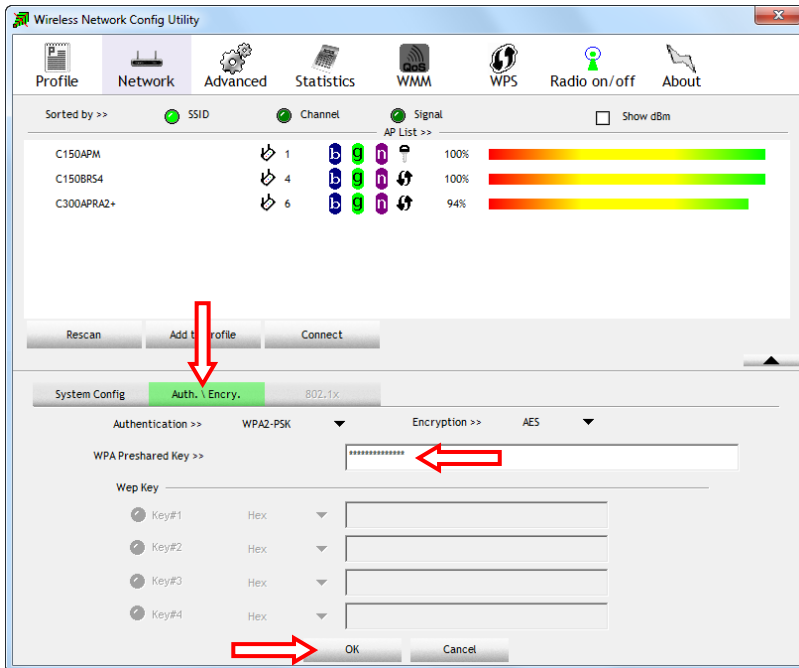 Wireless Network Config Utility
Profile Network Advanced Statistics QoS WMM WPS Radio on/off About
Sorted by >> SSID Channel Signal Show dBm
AP List >>
C150APM 1 b g n 100%
C150BRS4 4 b g n 100%
C300APRA2+ 6 b g n 94%
Rescan Add to Profile Connect
System Config Auth. \ Encry. 802.1x
Authentication >> WPA2-PSK Encryption >> AES
WPA Preshared Key >> **************
Wep Key
Key#1 Hex
Key#2 Hex
Key#3 Hex
Key#4 Hex
OK Cancel